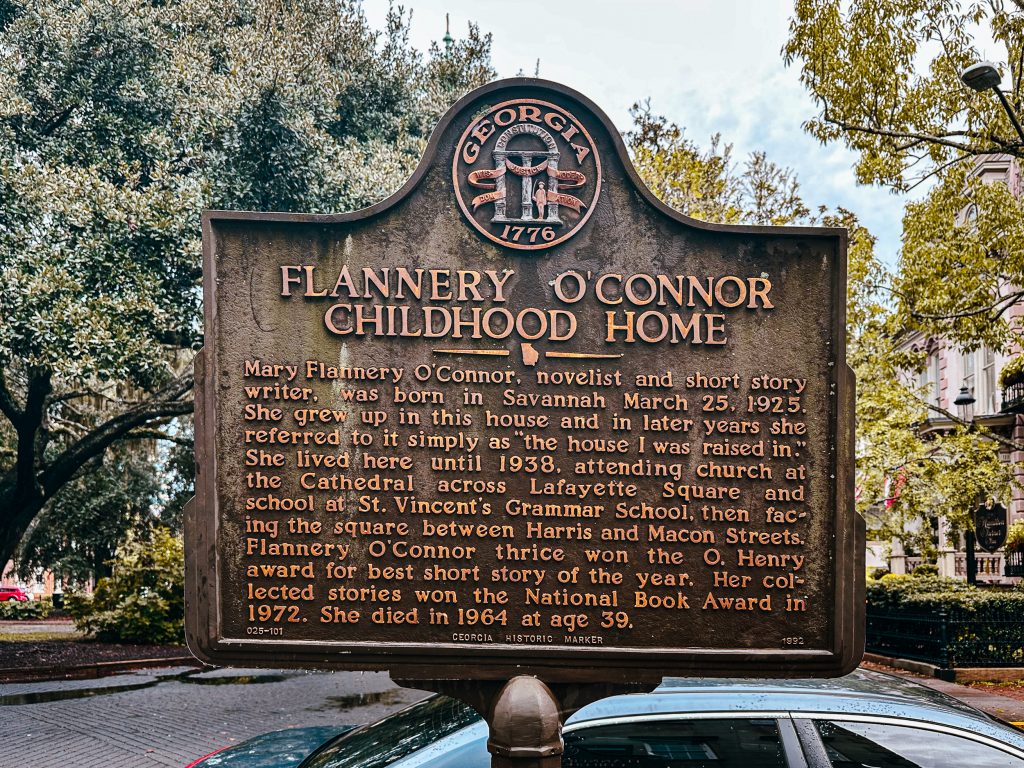 GEORGIA
CONSTITUTION
JUSTICE
1776
FLANNERY O'CONNOR
CHILDHOOD HOME
Mary Flannery O'Connor, novelist and short story
writer, was born in Savannah March 25, 1925.
She grew up in this house and in later years she
referred to it simply as "the house I was raised in."
She lived here until 1938, attending church at
the Cathedral across Lafayette Square and
school at St. Vincent's Grammar School, then fac-
ing the square between Harris and Macon Streets.
Flannery O'Connor thrice won the O. Henry
award for best short story of the year. Her col-
lected stories won the National Book Award in
1972. She died in 1964 at age 39.
025-101 GEORGIA HISTORIC MARKER 1992